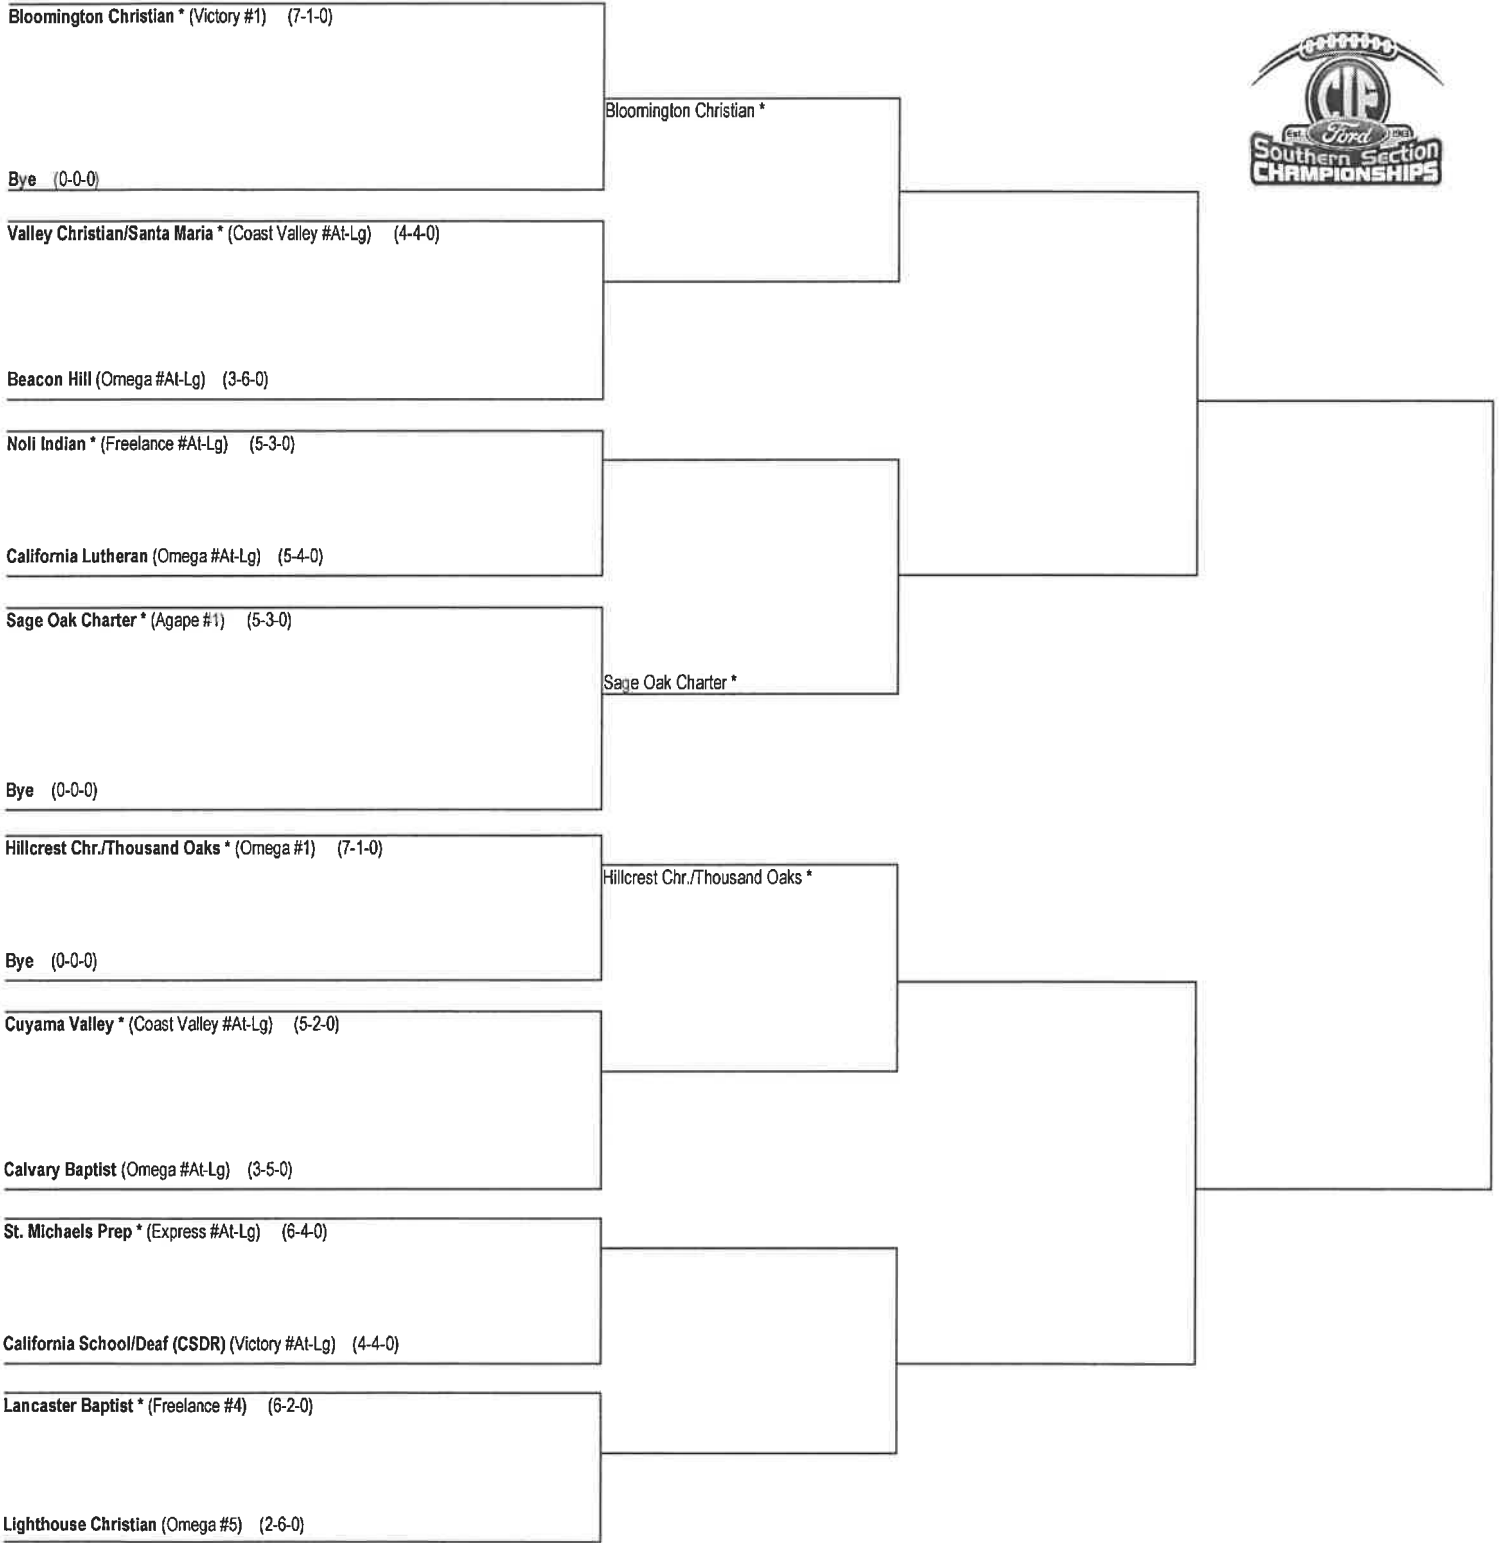 Bloomington Christian * (Victory #1) (7-1-0)
Bloomington Christian *
Bye (0-0-0)
CIF
Est. 1913
Ford
Southern Section
CHAMPIONSHIPS
Valley Christian/Santa Maria * (Coast Valley #At-Lg) (4-4-0)
Beacon Hill (Omega #At-Lg) (3-6-0)
Noli Indian * (Freelance #At-Lg) (5-3-0)
California Lutheran (Omega #At-Lg) (5-4-0)
Sage Oak Charter * (Agape #1) (5-3-0)
Sage Oak Charter *
Bye (0-0-0)
Hillcrest Chr./Thousand Oaks * (Omega #1) (7-1-0)
Hillcrest Chr./Thousand Oaks *
Bye (0-0-0)
Cuyama Valley * (Coast Valley #At-Lg) (5-2-0)
Calvary Baptist (Omega #At-Lg) (3-5-0)
St. Michaels Prep * (Express #At-Lg) (6-4-0)
California School/Deaf (CSDR) (Victory #At-Lg) (4-4-0)
Lancaster Baptist * (Freelance #4) (6-2-0)
Lighthouse Christian (Omega #5) (2-6-0)